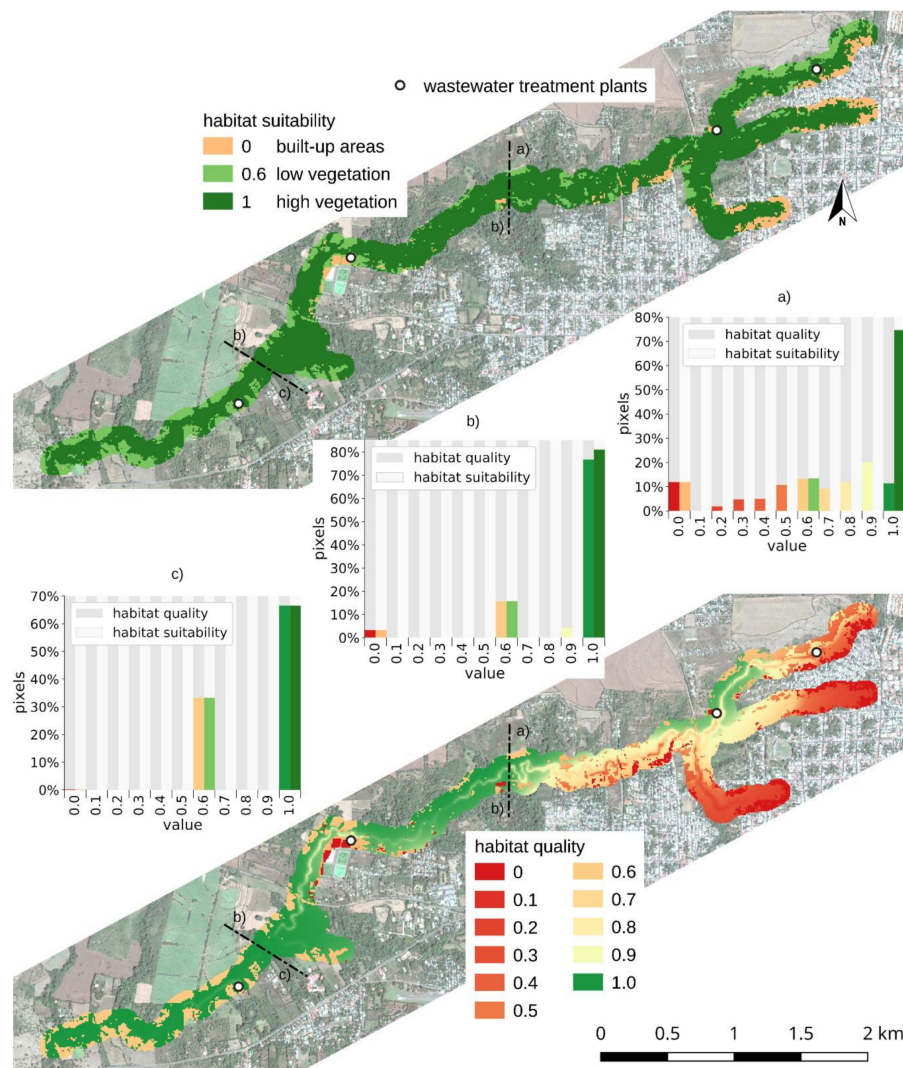 wastewater treatment plants
habitat suitability
0 built-up areas
0.6 low vegetation
1 high vegetation
a)
b)
N
b)
c)
a)
80%
70%
60%
50%
40%
30%
20%
10%
0%
pixels
habitat quality
habitat suitability
0.0
0.1
0.2
0.3
0.4
0.5
0.6
0.7
0.8
0.9
1.0
value
b)
80%
70%
60%
50%
40%
30%
20%
10%
0%
pixels
habitat quality
habitat suitability
0.0
0.1
0.2
0.3
0.4
0.5
0.6
0.7
0.8
0.9
1.0
value
c)
70%
60%
50%
40%
30%
20%
10%
0%
pixels
habitat quality
habitat suitability
0.0
0.1
0.2
0.3
0.4
0.5
0.6
0.7
0.8
0.9
1.0
value
a)
b)
b)
c)
habitat quality
0 0.6
0.1 0.7
0.2 0.8
0.3 0.9
0.4 1.0
0.5
0 0.5 1 1.5 2 km